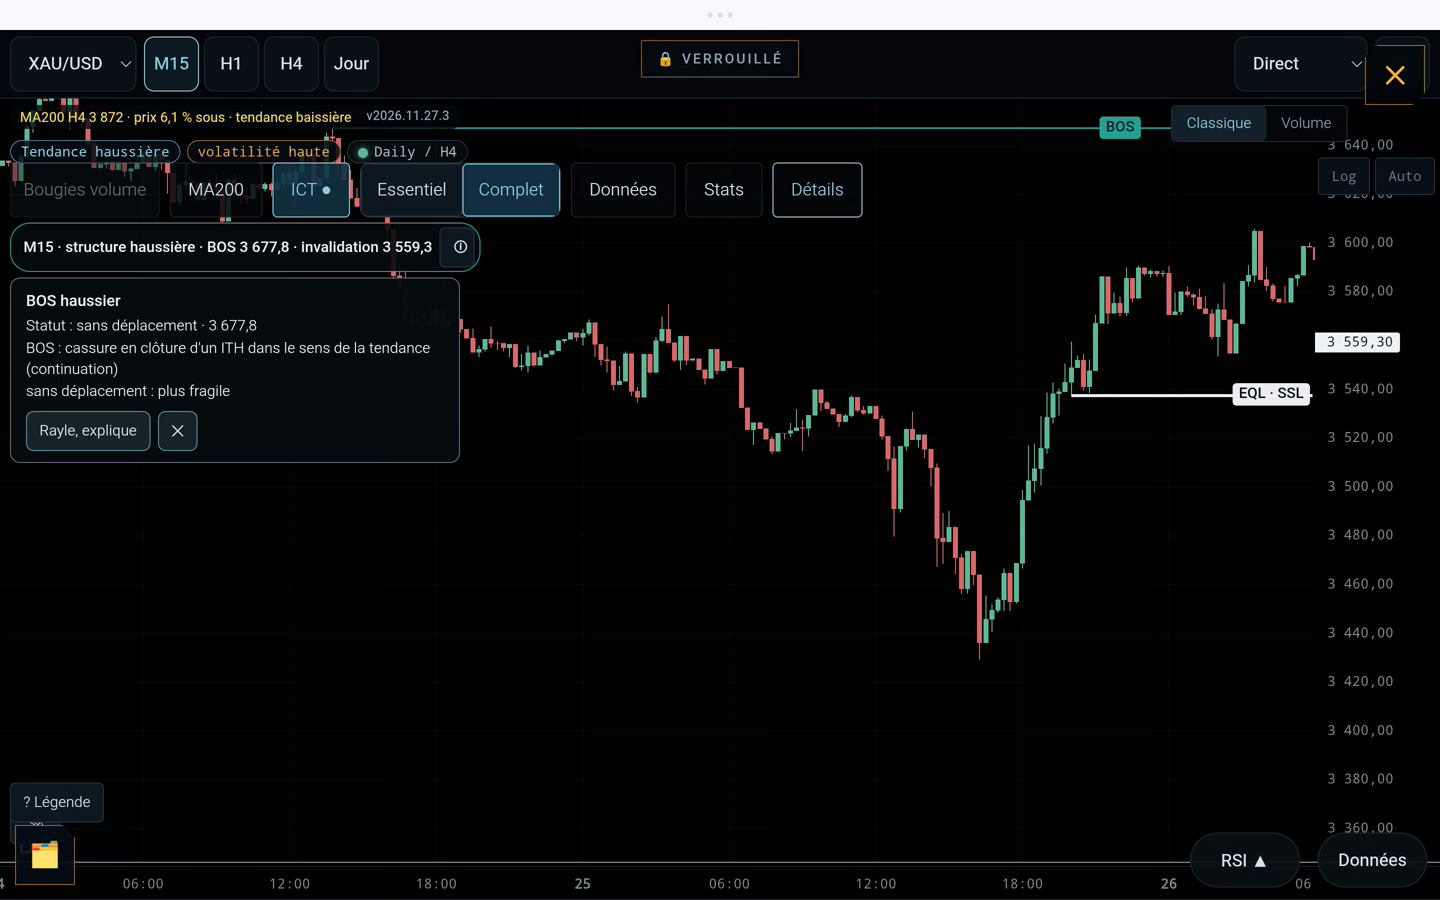 XAU/USD
M15
H1
H4
Jour
🔒 VERROUILLÉ
Direct
MA200 H4 3 872 · prix 6,1 % sous · tendance baissière
v2026.11.27.3
BOS
Classique
Volume
3 640,00
Tendance haussière
volatilité haute
Daily / H4
Log
Auto
Bougies volume
MA200
ICT
Essentiel
Complet
Données
Stats
Détails
M15 · structure haussière · BOS 3 677,8 · invalidation 3 559,3
3 600,00
BOS haussier
Statut : sans déplacement · 3 677,8
BOS : cassure en clôture d'un ITH dans le sens de la tendance
(continuation)
sans déplacement : plus fragile
Rayle, explique
3 580,00
3 559,30
3 540,00
EQL · SSL
3 520,00
3 500,00
3 480,00
3 460,00
3 440,00
3 420,00
3 400,00
3 380,00
3 360,00
? Légende
RSI ▲
Données
4
06:00
12:00
18:00
25
06:00
12:00
18:00
26
06